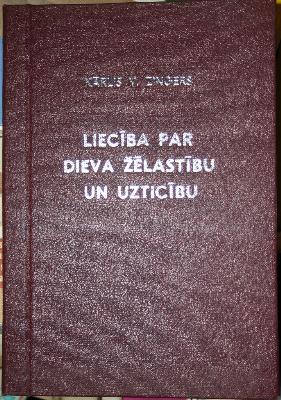 KĀRLIS V. ZINGERS
LIECĪBA PAR
DIEVA ŽĒLASTĪBU
UN UZTICĪBU